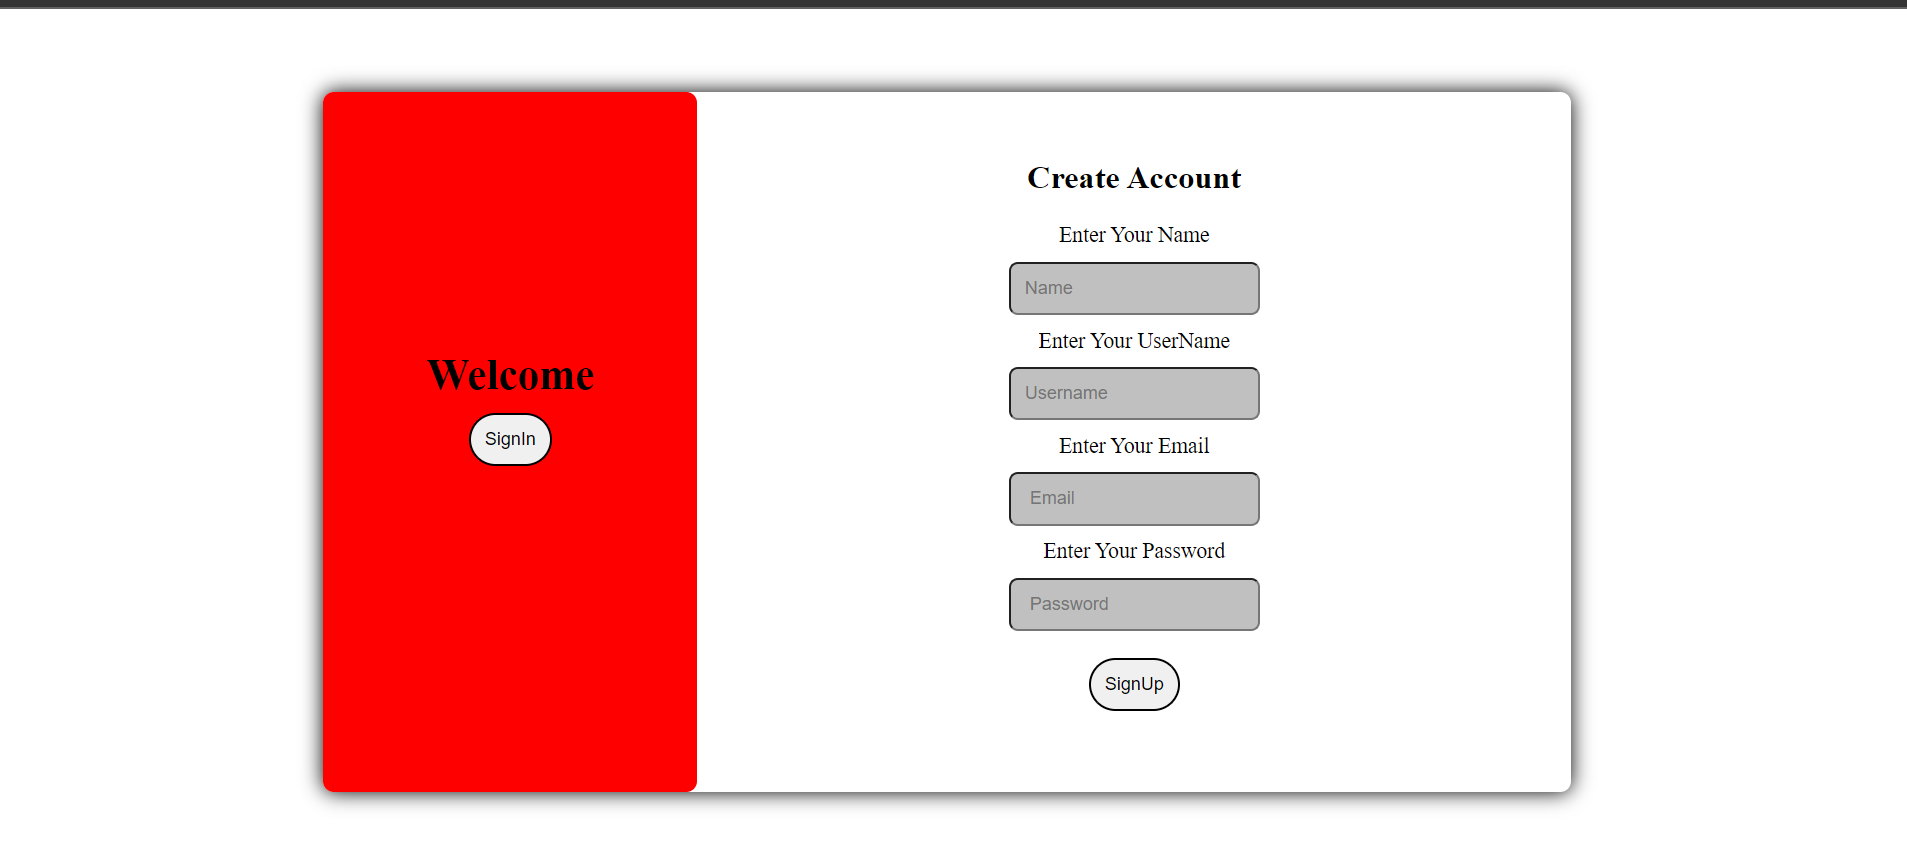 Welcome
SignIn
Create Account
Enter Your Name
Name
Enter Your UserName
Username
Enter Your Email
Email
Enter Your Password
Password
SignUp